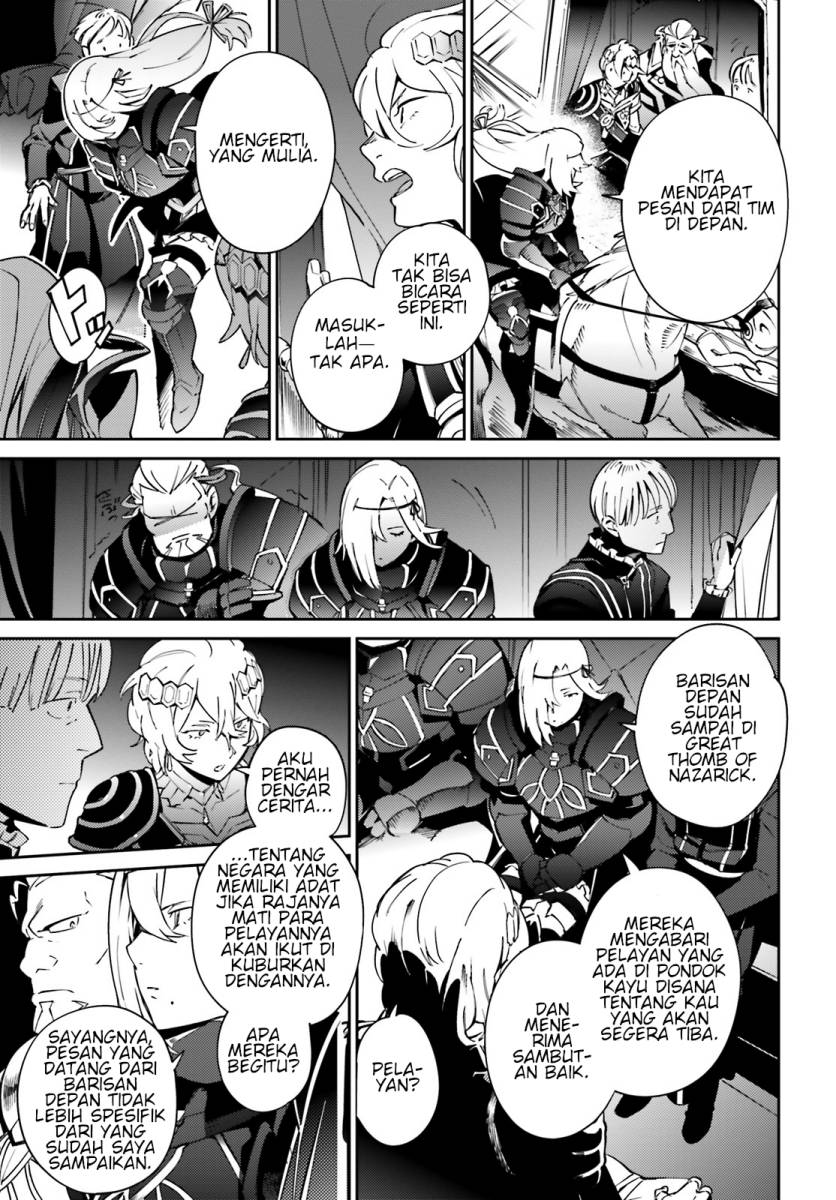 KITA
MENDAPAT
PESAN DARI TIM
DI DEPAN.
KITA
TAK BISA
BICARA
SEPERTI
INI.
MASUK-
LAH—
TAK APA.
MENGERTI,
YANG MULIA.
ドッ
BARISAN
DEPAN
SUDAH
SAMPAI DI
GREAT
THOMB OF
NAZARICK.
MEREKA
MENGABARI
PELAYAN YANG
ADA DI PONDOK
KAYU DISANA
TENTANG KAU
YANG AKAN
SEGERA TIBA.
DAN
MENE-
RIMA
SAMBUT-
AN BAIK.
PELA-
YAN?
AKU
PERNAH
DENGAR
CERITA...
...TENTANG
NEGARA YANG
MEMILIKI ADAT
JIKA RAJANYA
MATI PARA
PELAYANNYA
AKAN IKUT DI
KUBURKAN
DENGANNYA.
APA
MEREKA
BEGITU?
SAYANGNYA,
PESAN YANG
DATANG DARI
BARISAN
DEPAN TIDAK
LEBIH SPESIFIK
DARI YANG
SUDAH SAYA
SAMPAIKAN.